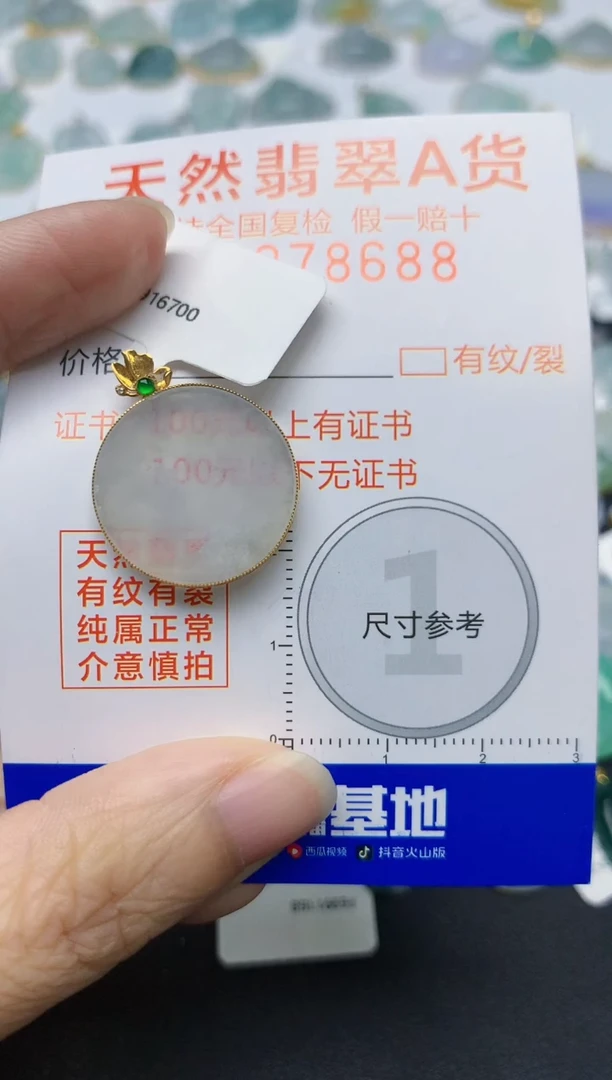 天然翡翠A货
全国复检 假一赔十
78688
16700
价格
有纹/裂
证书
上有证书
下无证书
天
有纹有裂
纯属正常
介意慎拍
1
尺寸参考
1
0
1
2
3
基地
西瓜视频
抖音火山版